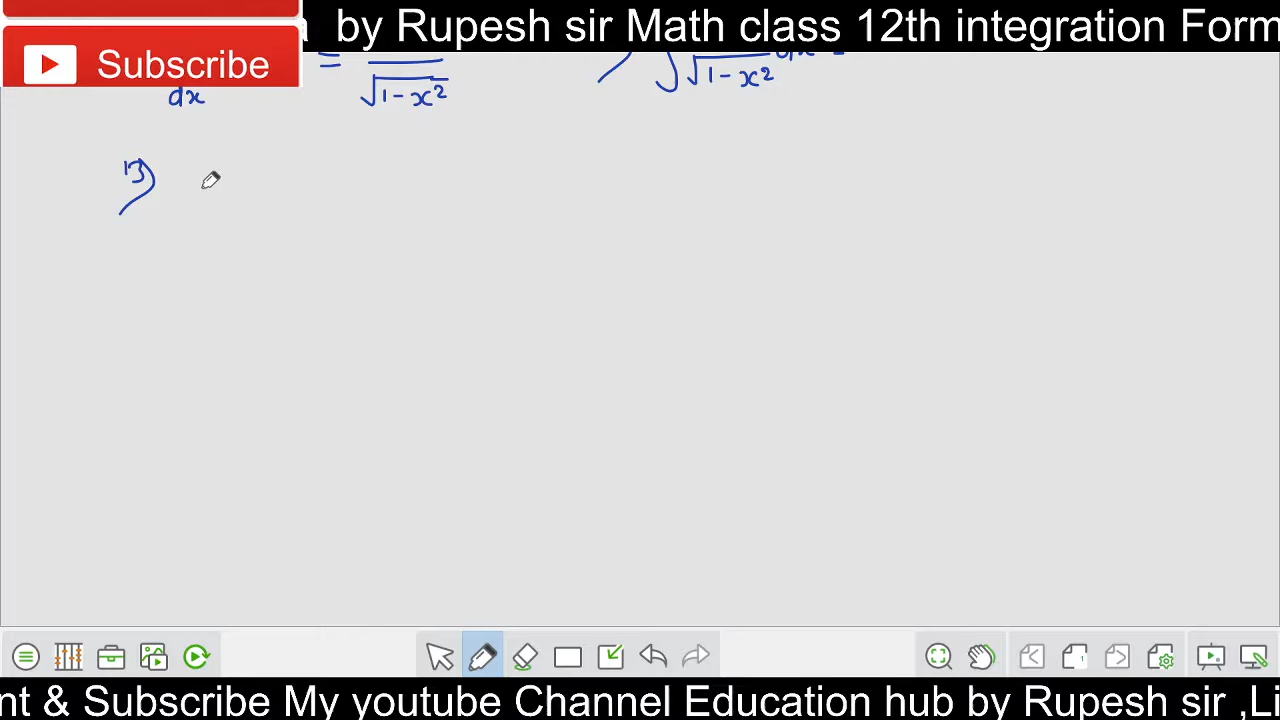 by Rupesh sir Math class 12th integration Form
Subscribe
dx
=
√1-x²
∫
√1-x²
13)
nt & Subscribe My youtube Channel Education hub by Rupesh sir ,Li